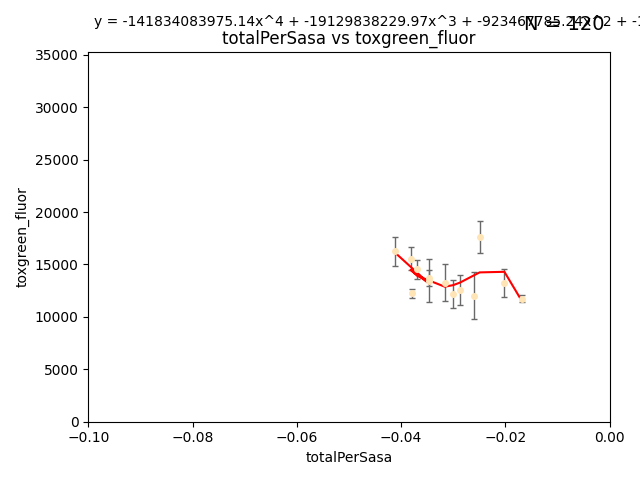 y = -141834083975.14x^4 + -19129838229.97x^3 + -
N = 120
totalPerSasa vs toxgreen_fluor
35000
30000
25000
20000
15000
10000
5000
0
toxgreen_fluor
−0.10
−0.08
−0.06
−0.04
−0.02
0.00
totalPerSasa